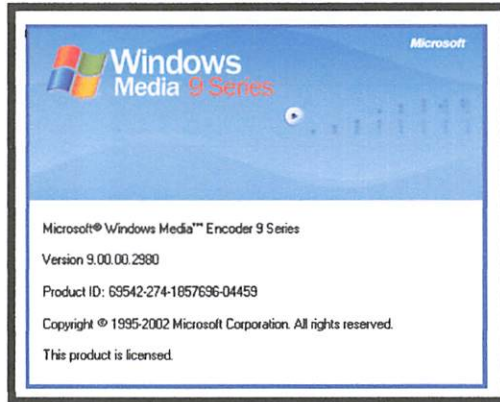 Microsoft
Windows
Media 9 Series
Microsoft® Windows Media™ Encoder 9 Series
Version 9.00.00.2980
Product ID: 69542-274-1857696-04459
Copyright © 1995-2002 Microsoft Corporation. All rights reserved.
This product is licensed.